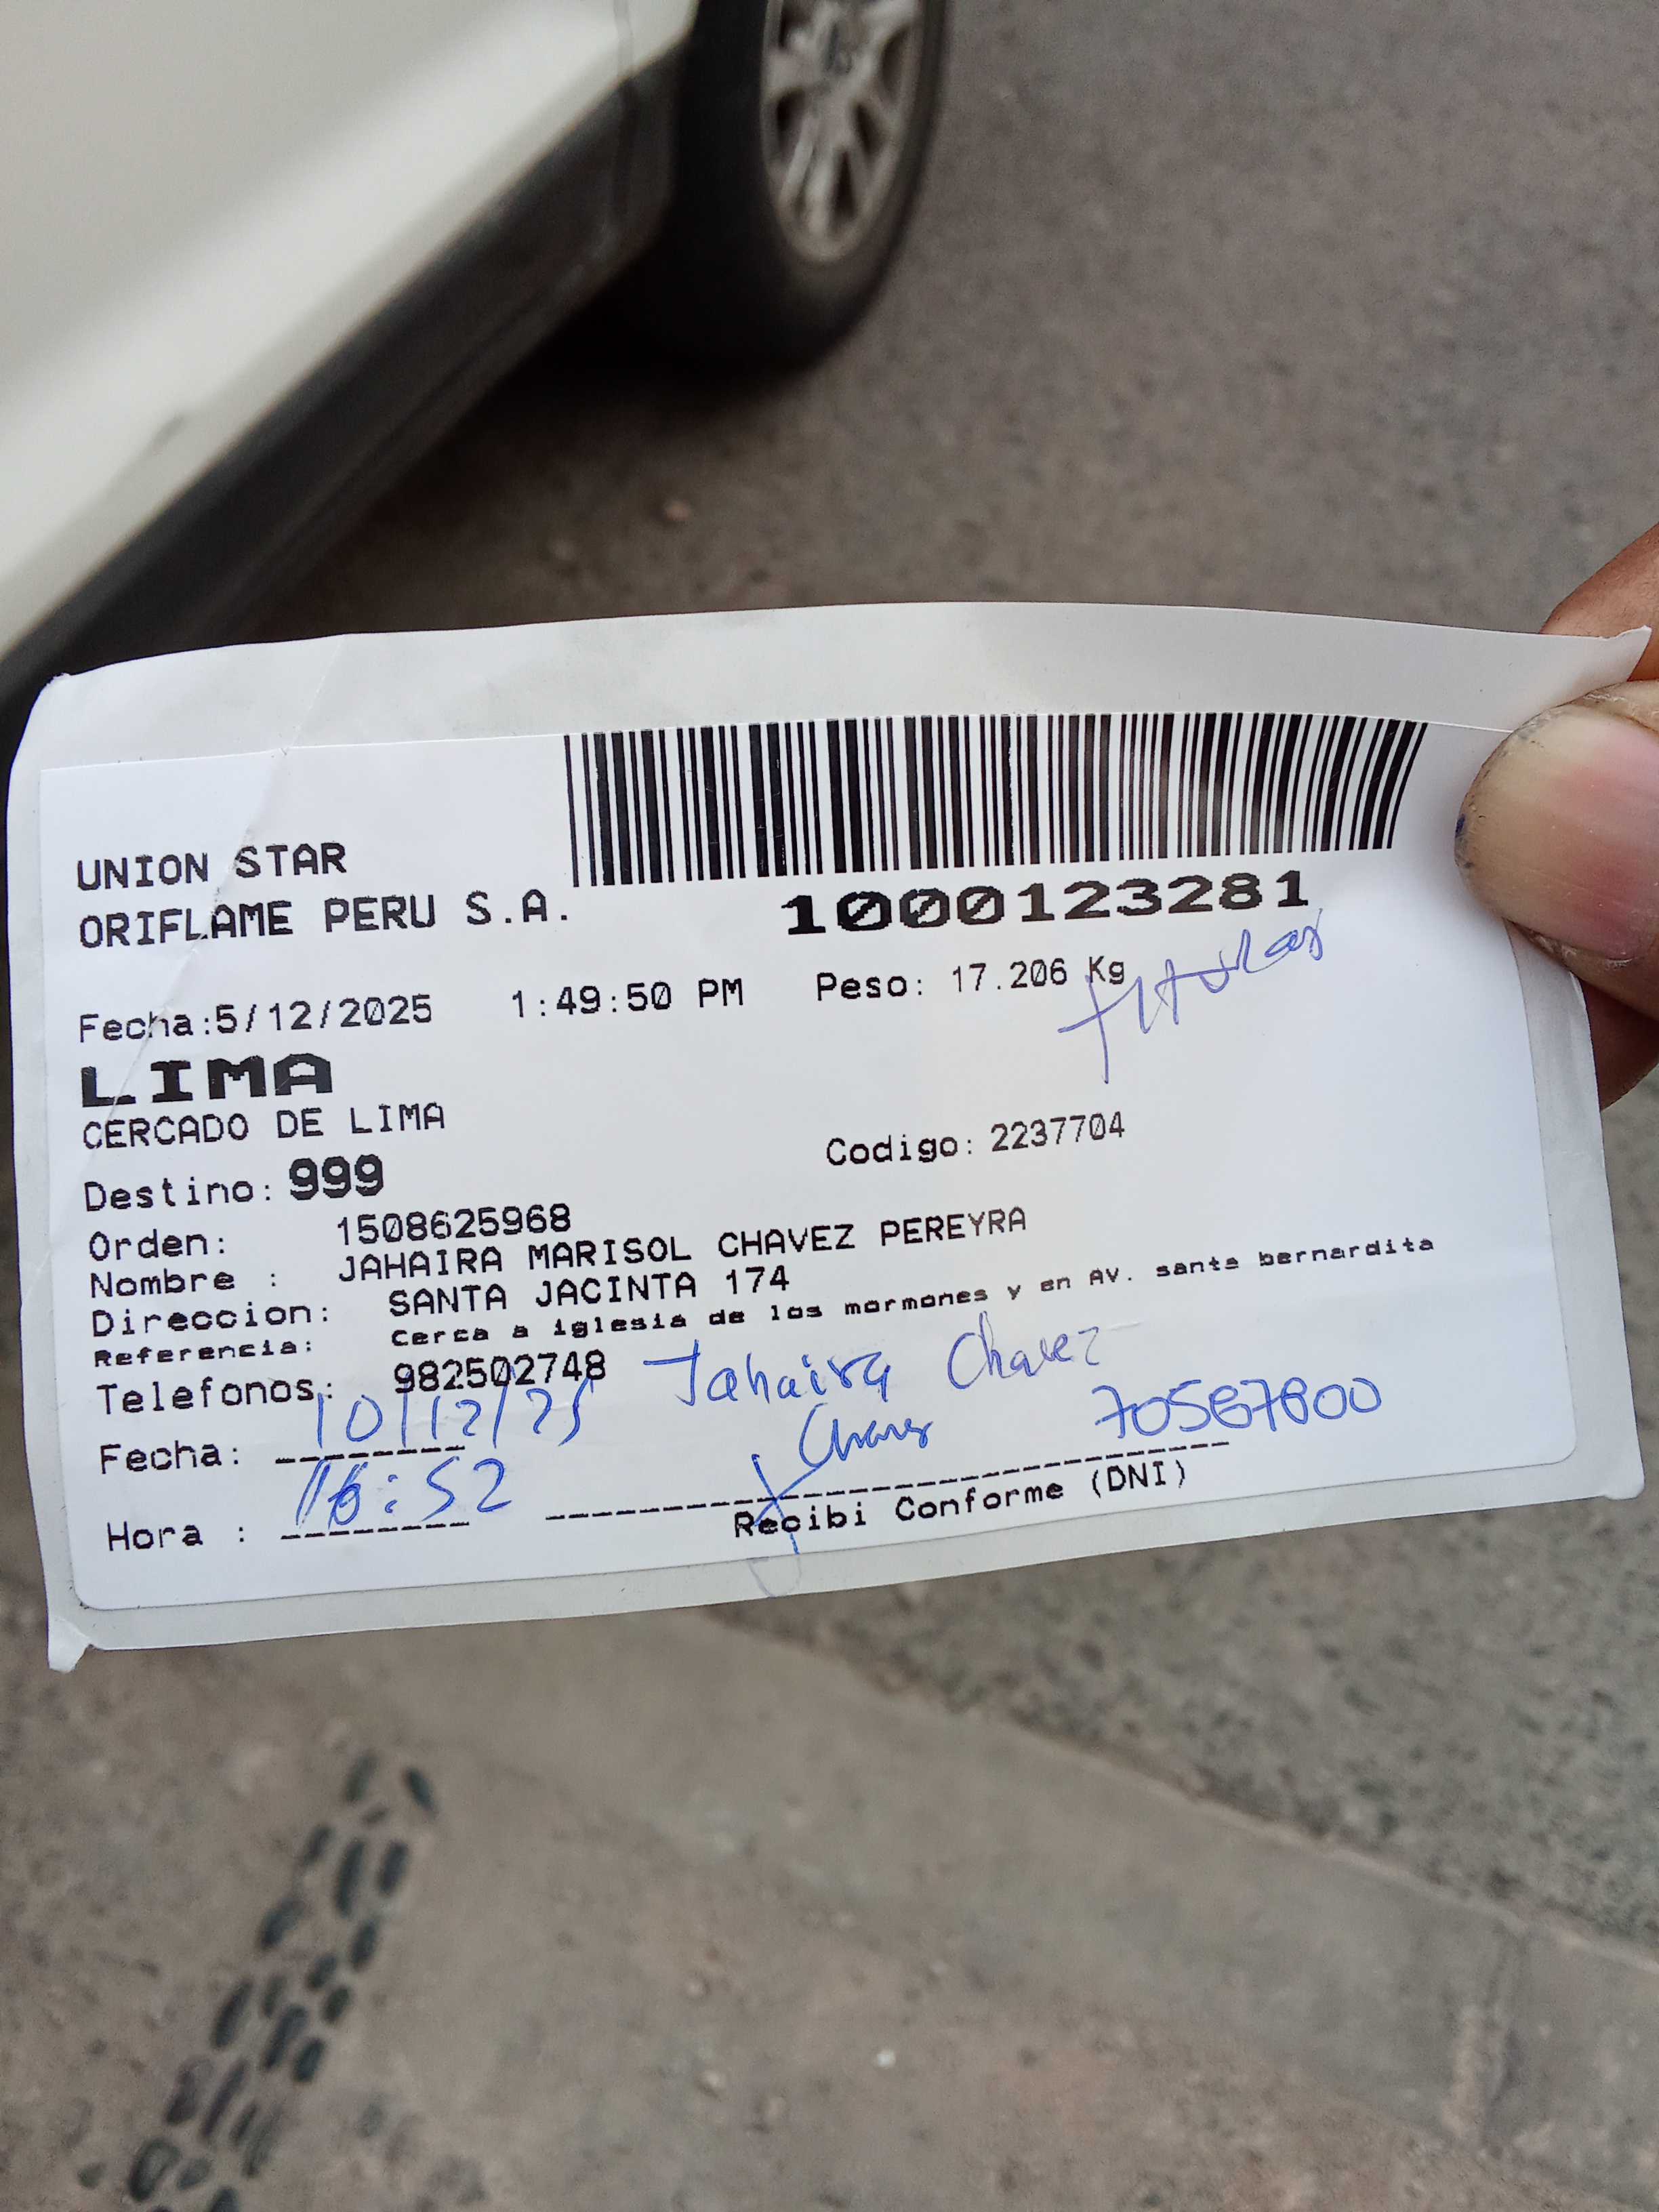 UNION STAR
ORIFLAME PERU S.A.
1000123281
Fecha:5/12/2025 1:49:50 PM Peso: 17.206 Kg
LIMA
CERCADO DE LIMA
Destino: 999 Codigo: 2237704
Orden: 1508625968
Nombre : JAHAIRA MARISOL CHAVEZ PEREYRA
Direccion: SANTA JACINTA 174
Referencia: Cerca a iglesia de los mormones y en AV. santa bernardita
Telefonos: 982502748 Jahaira Chavez
Fecha: 10/12/25
Hora : 16:52
Recibi Conforme (DNI)